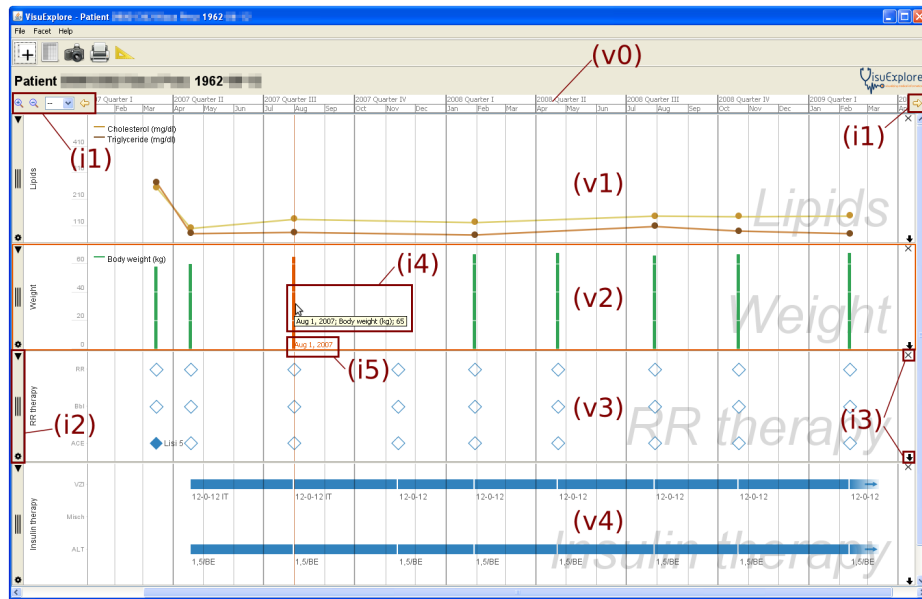 VisuExplore - Patient 1962
File Facet Help
(v0)
Patient 1962
VisuExplore
-- 7 Quarter I 2007 Quarter II 2007 Quarter III 2007 Quarter IV 2008 Quarter I 2008 Quarter II 2008 Quarter III 2008 Quarter IV 2009 Quarter I 20
Feb Mar Apr May Jun Jul Aug Sep Oct Nov Dec Jan Feb Mar Apr May Jun Jul Aug Sep Oct Nov Dec Jan Feb Mar Ap
Cholesterol (mg/dl)
Triglyceride (mg/dl)
410
(i1)
(i1)
(v1)
210
110
Lipids
Lipids
Body weight (kg)
60
40
20
0
Weight
(i4)
(v2)
Weight
Aug 1, 2007; Body weight (kg); 65
Aug 1, 2007
(i5)
RR
BM
ACE
RR therapy
(i2)
Lisi 5
(v3)
RR therapy
(i3)
VZI
12-0-12 IT 12-0-12 IT 12-0-12 12-0-12 12-0-12 12-0-12 12-0-12 12-0-12
Misch
Insulin therapy
(v4)
ALT
Insulin therapy
1,5/BE 1,5/BE 1,5/BE 1,5/BE 1,5/BE 1,5/BE 1,5/BE 1,5/BE